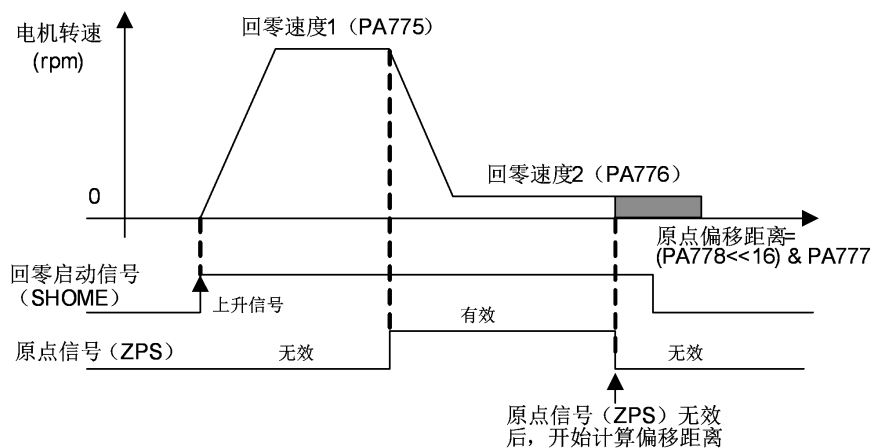 电机转速
(rpm)
回零速度1（PA775）
回零速度2（PA776）
0
原点偏移距离=
(PA778<<16) & PA777
回零启动信号
（SHOME）
上升信号
有效
原点信号（ZPS）
无效
无效
原点信号（ZPS）无效
后，开始计算偏移距离